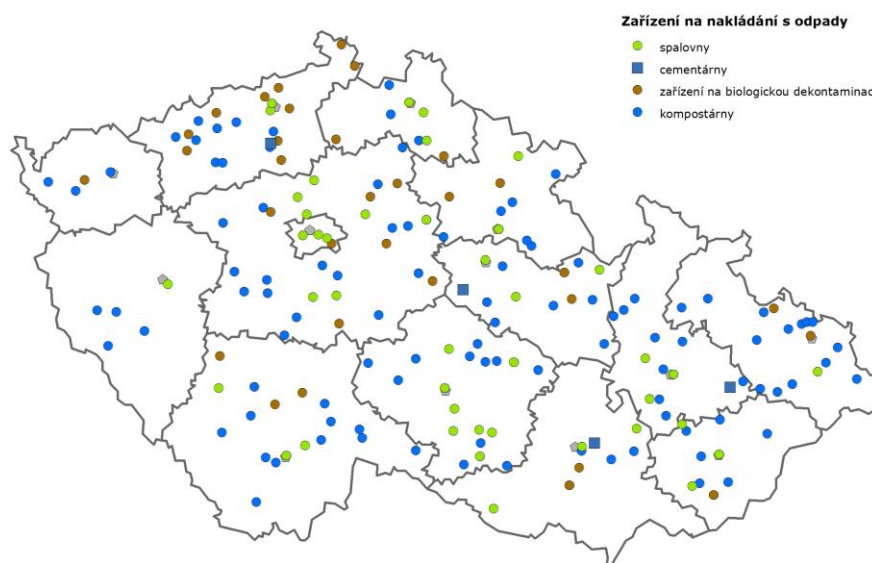 Zařízení na nakládání s odpady
spalovny
cementárny
zařízení na biologickou dekontaminac
kompostárny